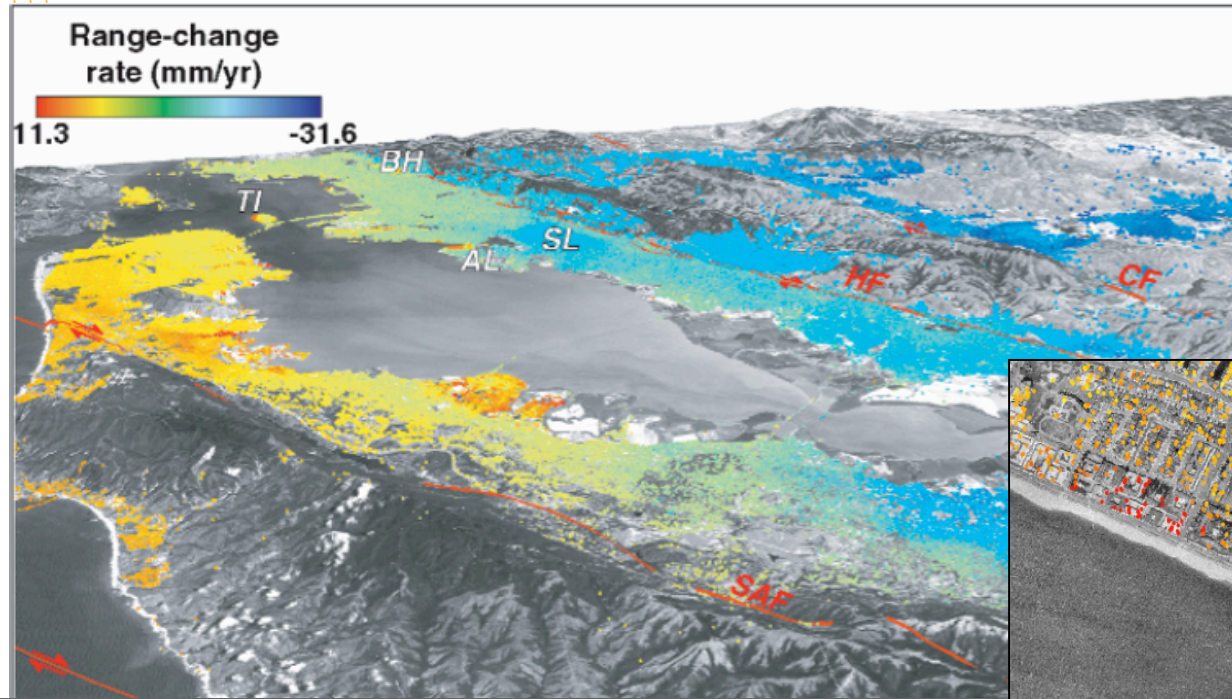 Range-change
rate (mm/yr)
11.3 -31.6
BH
TI
SL
AL
HF
CF
SAF